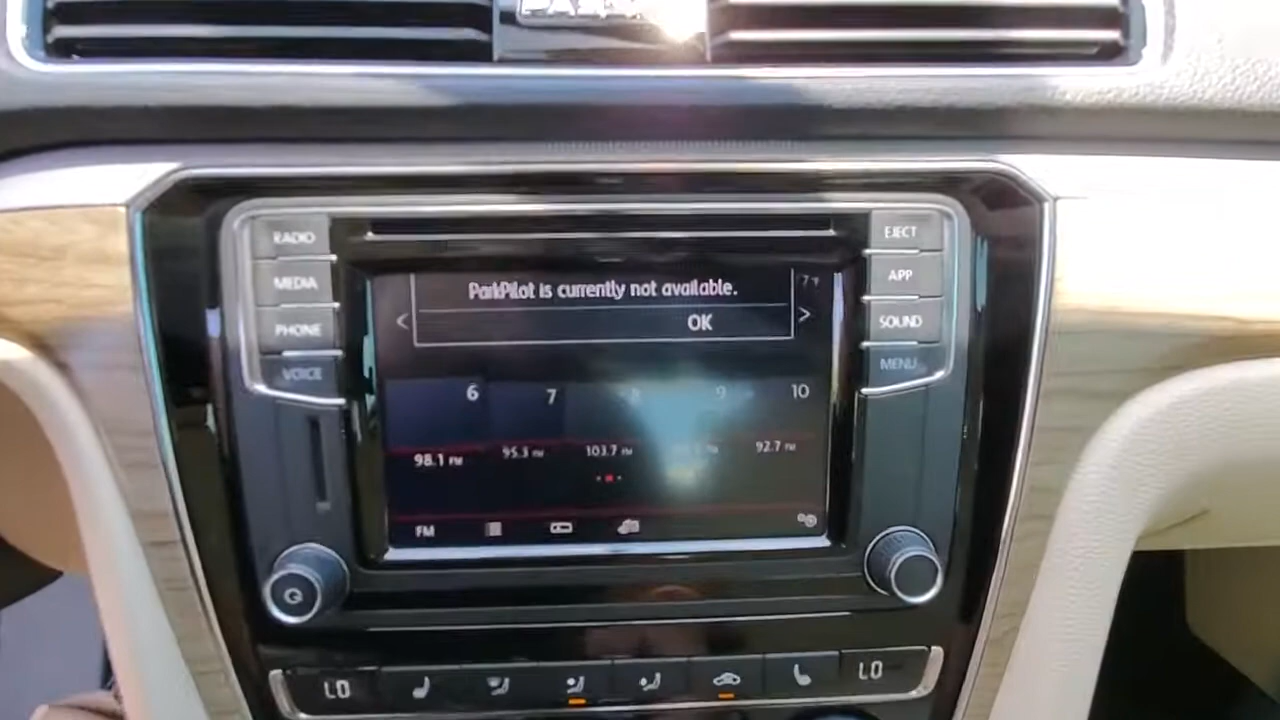 RADIO
MEDIA
PHONE
VOICE
EJECT
APP
SOUND
MENU
ParkPilot is currently not available.
OK
6 7 8 9 10
98.1 FM 95.3 FM 103.7 FM 92.7 FM
FM
LO
LO